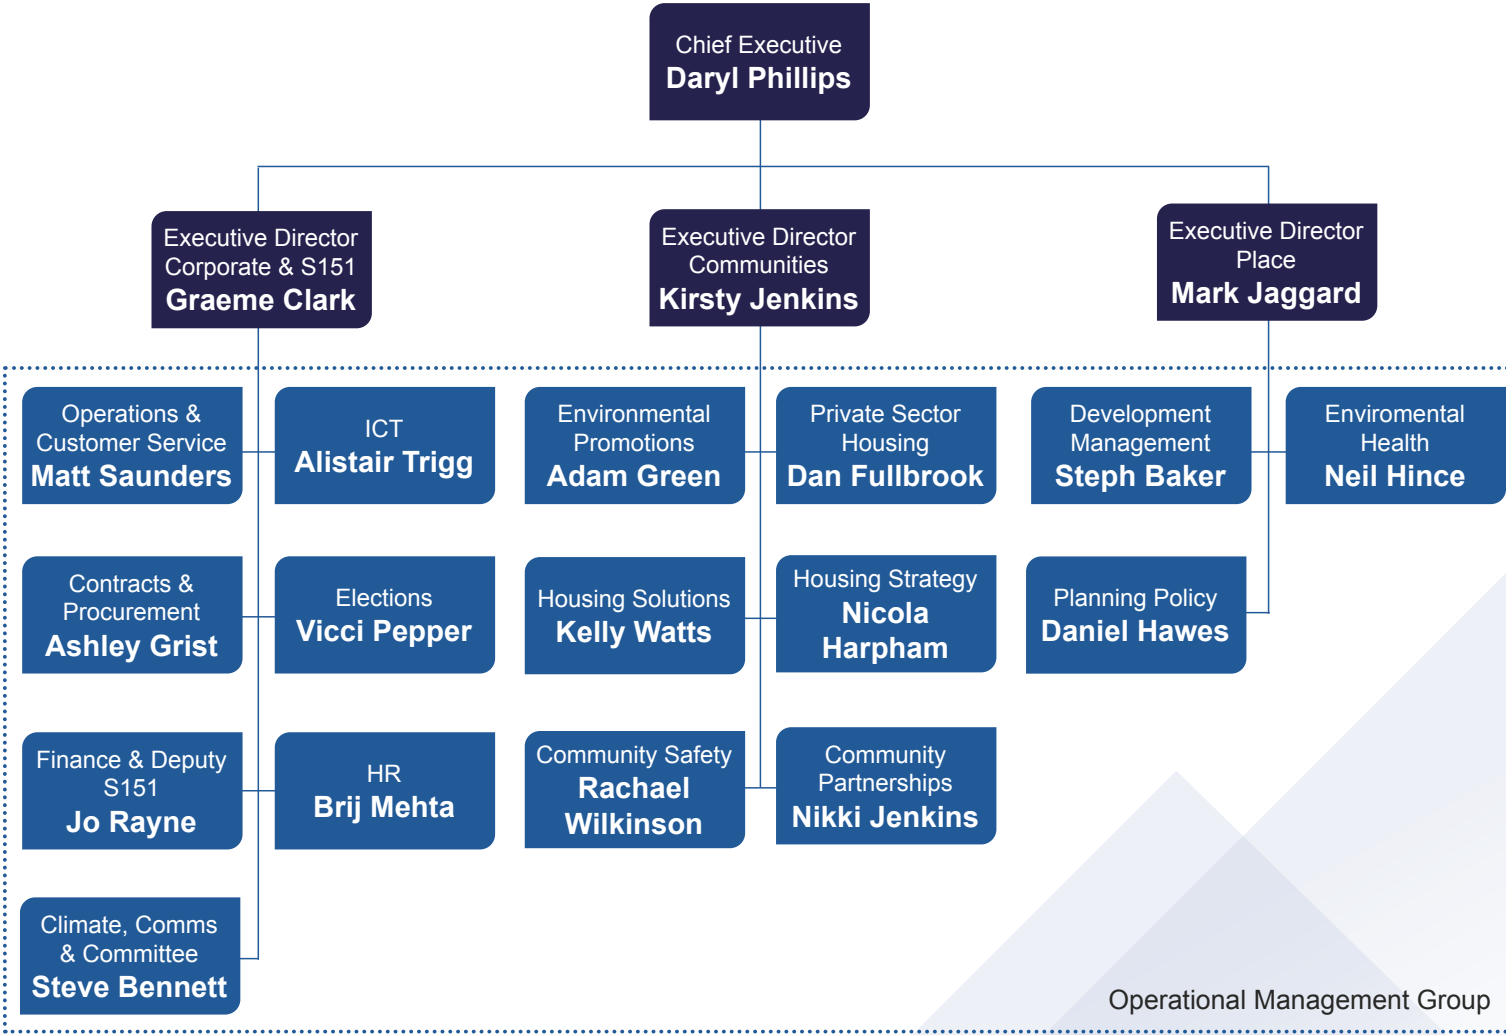 Chief Executive
Daryl Phillips
Executive Director
Corporate & S151
Graeme Clark
Executive Director
Communities
Kirsty Jenkins
Executive Director
Place
Mark Jaggard
Operations &
Customer Service
Matt Saunders
ICT
Alistair Trigg
Environmental
Promotions
Adam Green
Private Sector
Housing
Dan Fullbrook
Development
Management
Steph Baker
Enviromental
Health
Neil Hince
Contracts &
Procurement
Ashley Grist
Elections
Vicci Pepper
Housing Solutions
Kelly Watts
Housing Strategy
Nicola
Harpham
Planning Policy
Daniel Hawes
Finance & Deputy
S151
Jo Rayne
HR
Brij Mehta
Community Safety
Rachael
Wilkinson
Community
Partnerships
Nikki Jenkins
Climate, Comms
& Committee
Steve Bennett
Operational Management Group